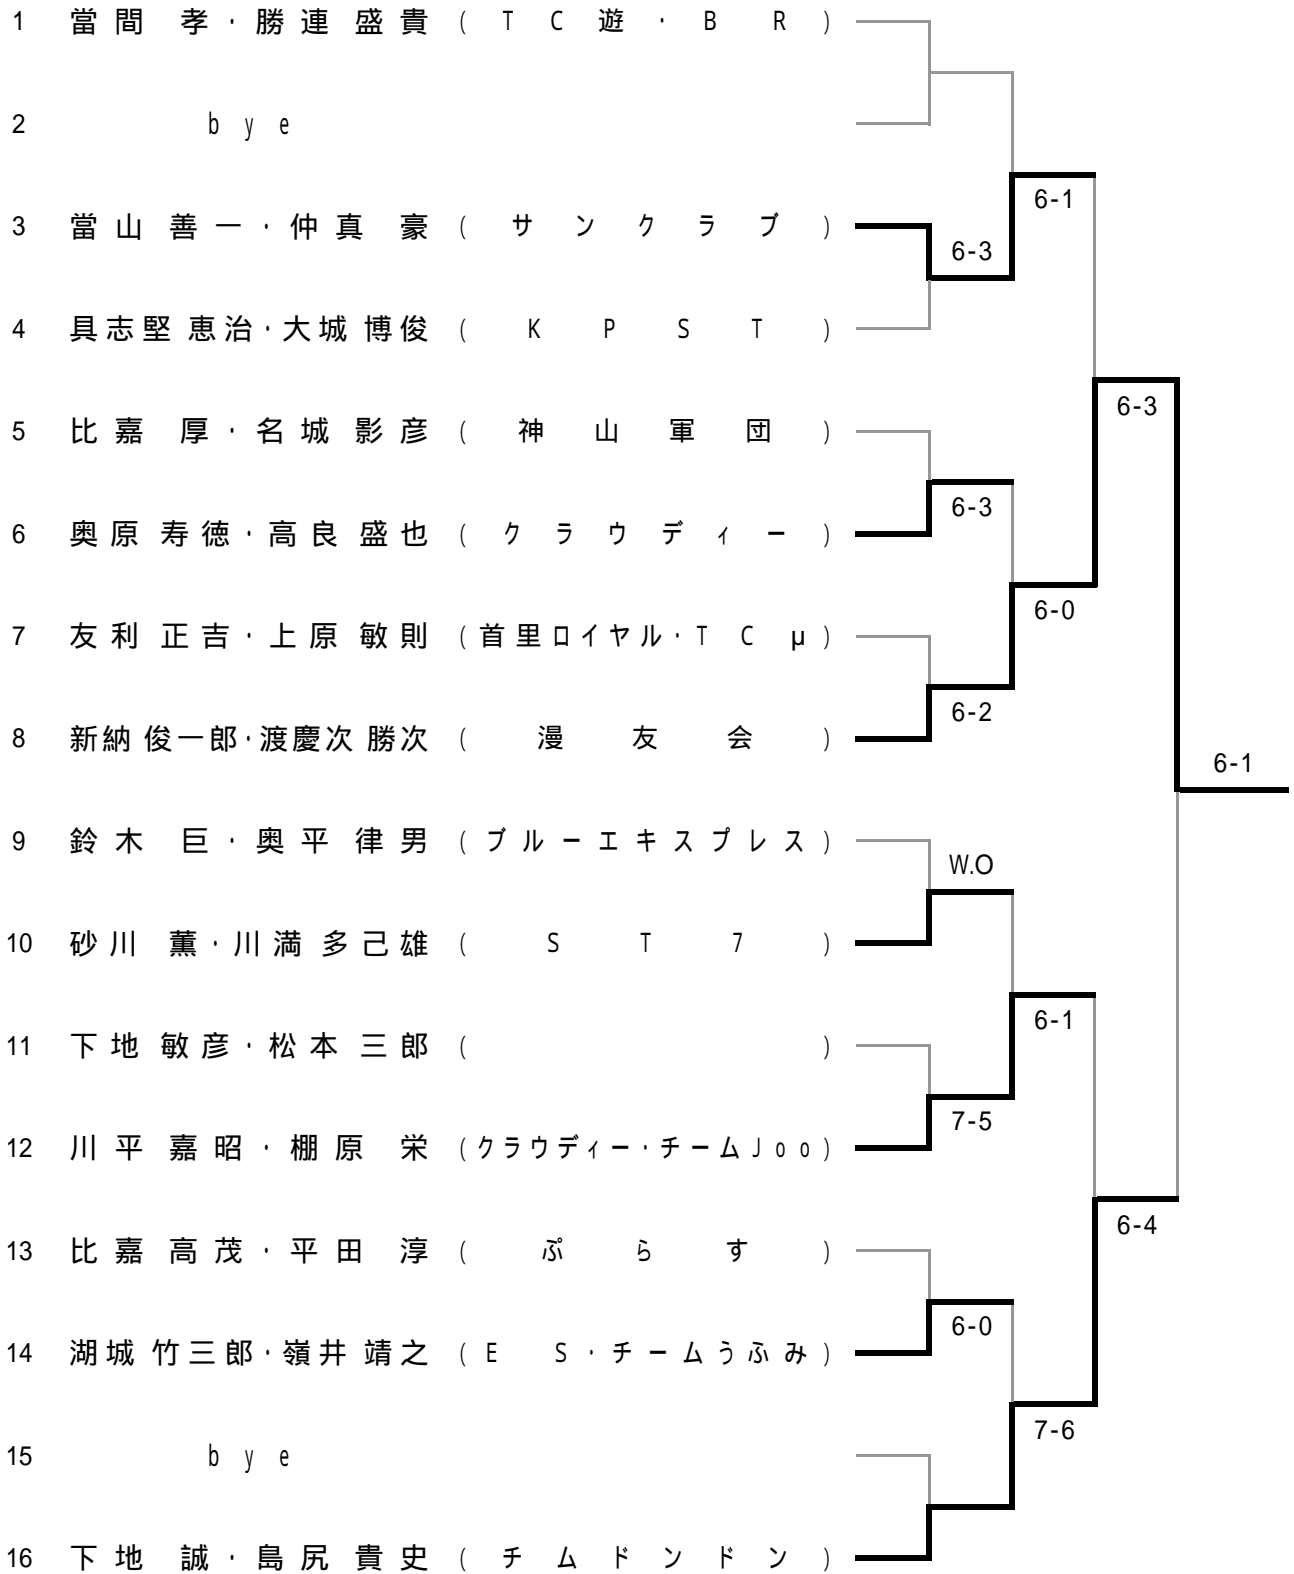 1 當間 孝・勝連 盛貴 (TC遊・BR)
2 bye
6-1
3 當山 善一・仲真 豪 (サンクラブ)
6-3
4 具志堅 恵治・大城 博俊 (KPST)
6-3
5 比嘉 厚・名城 影彦 (神山軍団)
6-3
6 奥原 寿徳・高良 盛也 (クラウディー)
6-0
7 友利 正吉・上原 敏則 (首里ロイヤル・TCμ)
6-2
8 新納 俊一郎・渡慶次 勝次 (漫友会)
6-1
9 鈴木 巨・奥平 律男 (ブルーエキスプレス)
W.O
10 砂川 薫・川満 多己雄 (ST7)
6-1
11 下地 敏彦・松本 三郎 ( )
7-5
12 川平 嘉昭・棚原 栄 (クラウディー・チームJoo)
6-4
13 比嘉 高茂・平田 淳 (ぷらす)
6-0
14 湖城 竹三郎・嶺井 靖之 (ES・チームうふみ)
7-6
15 bye
16 下地 誠・島尻 貴史 (チムドンドン)